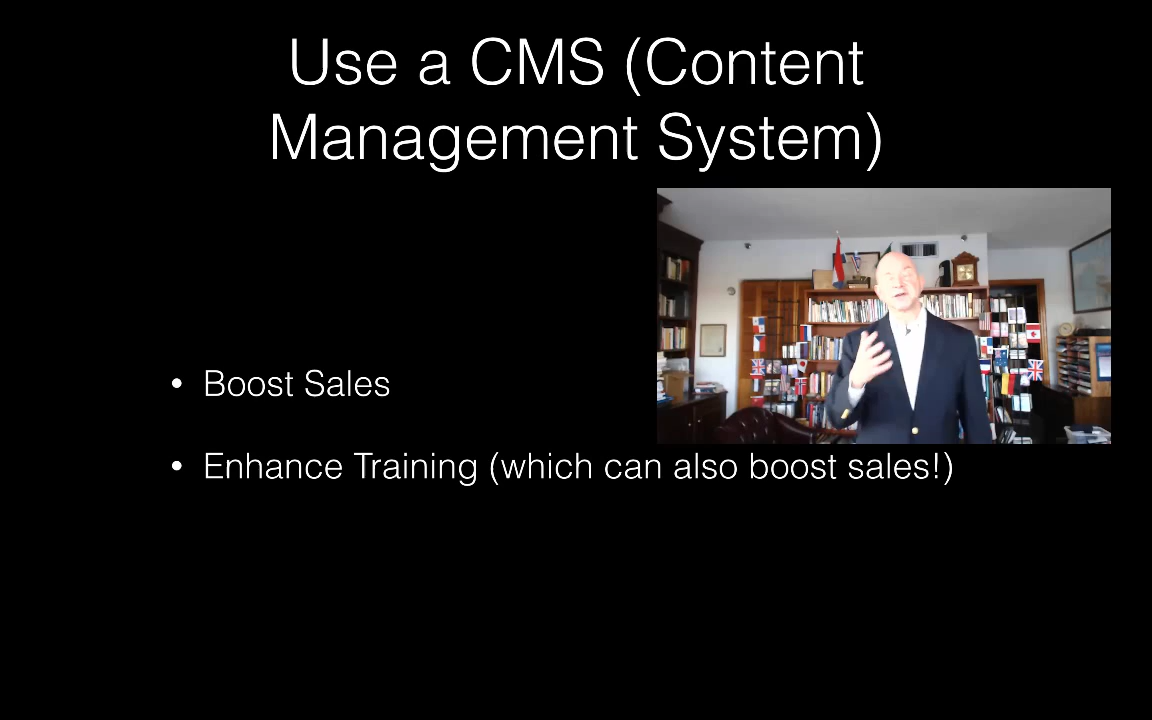 Use a CMS (Content
Management System)
• Boost Sales
• Enhance Training (which can also boost sales!)